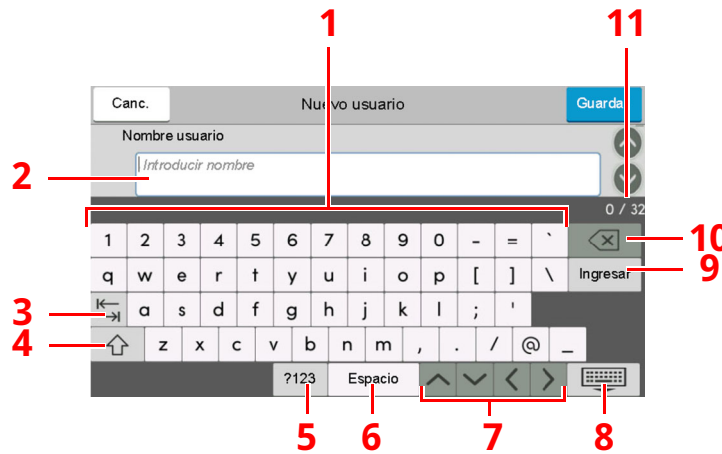 1 11
Canc. Nuevo usuario Guarda
Nombre usuario
2 Introducir nombre
0 / 32
1 2 3 4 5 6 7 8 9 0 - = ` 10
q w e r t y u i o p [ ] \ Ingresar 9
3 a s d f g h j k l ; '
4 z x c v b n m , . / @ _
?123 Espacio
5 6 7 8